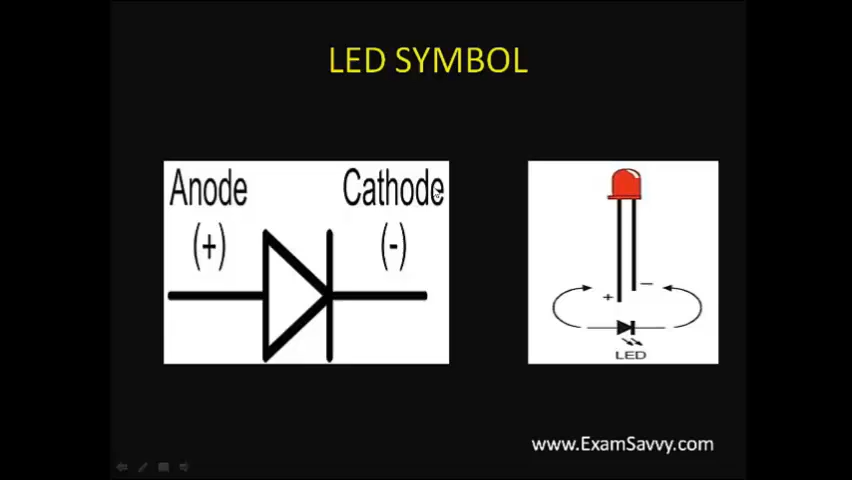 LED SYMBOL
Anode Cathode
(+) (-)
+ −
LED
www.ExamSavvy.com